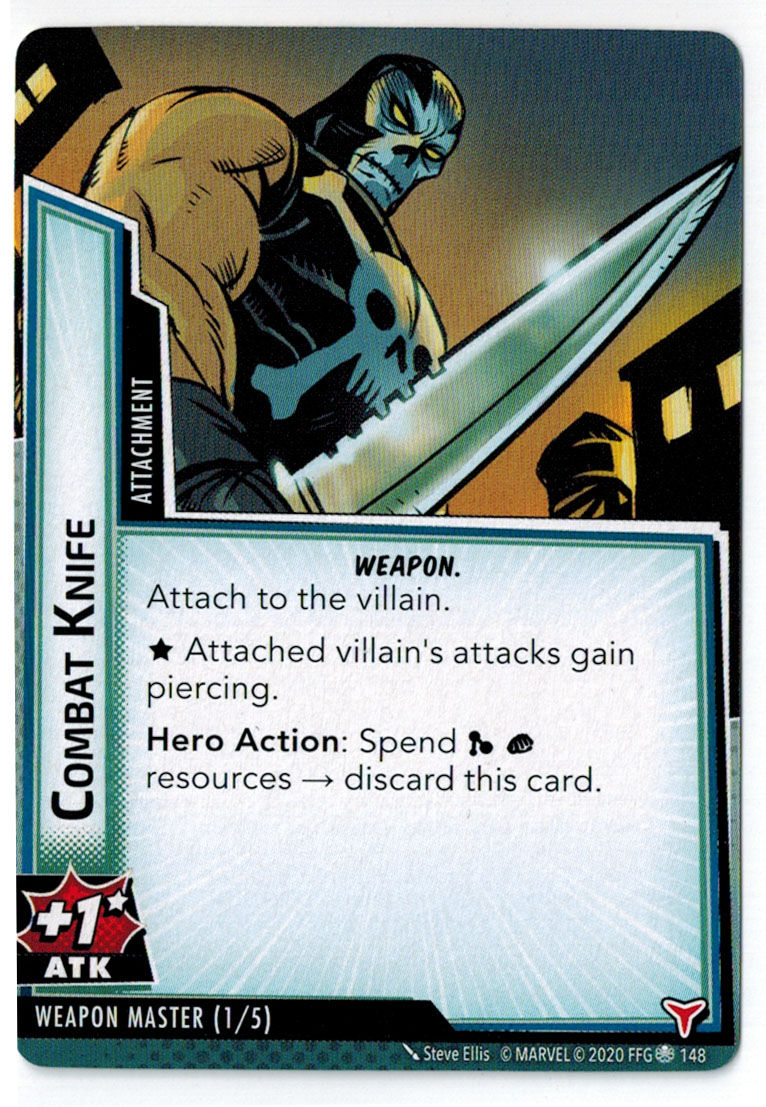 ATTACHMENT
COMBAT KNIFE
WEAPON.
Attach to the villain.
★ Attached villain's attacks gain
piercing.
Hero Action: Spend
resources → discard this card.
+1★
ATK
WEAPON MASTER (1/5)
Steve Ellis © MARVEL © 2020 FFG 148